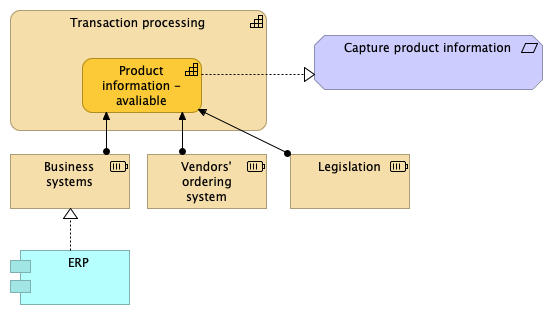 Transaction processing
Capture product information
Product
information –
avaliable
Business
systems
Vendors'
ordering
system
Legislation
ERP